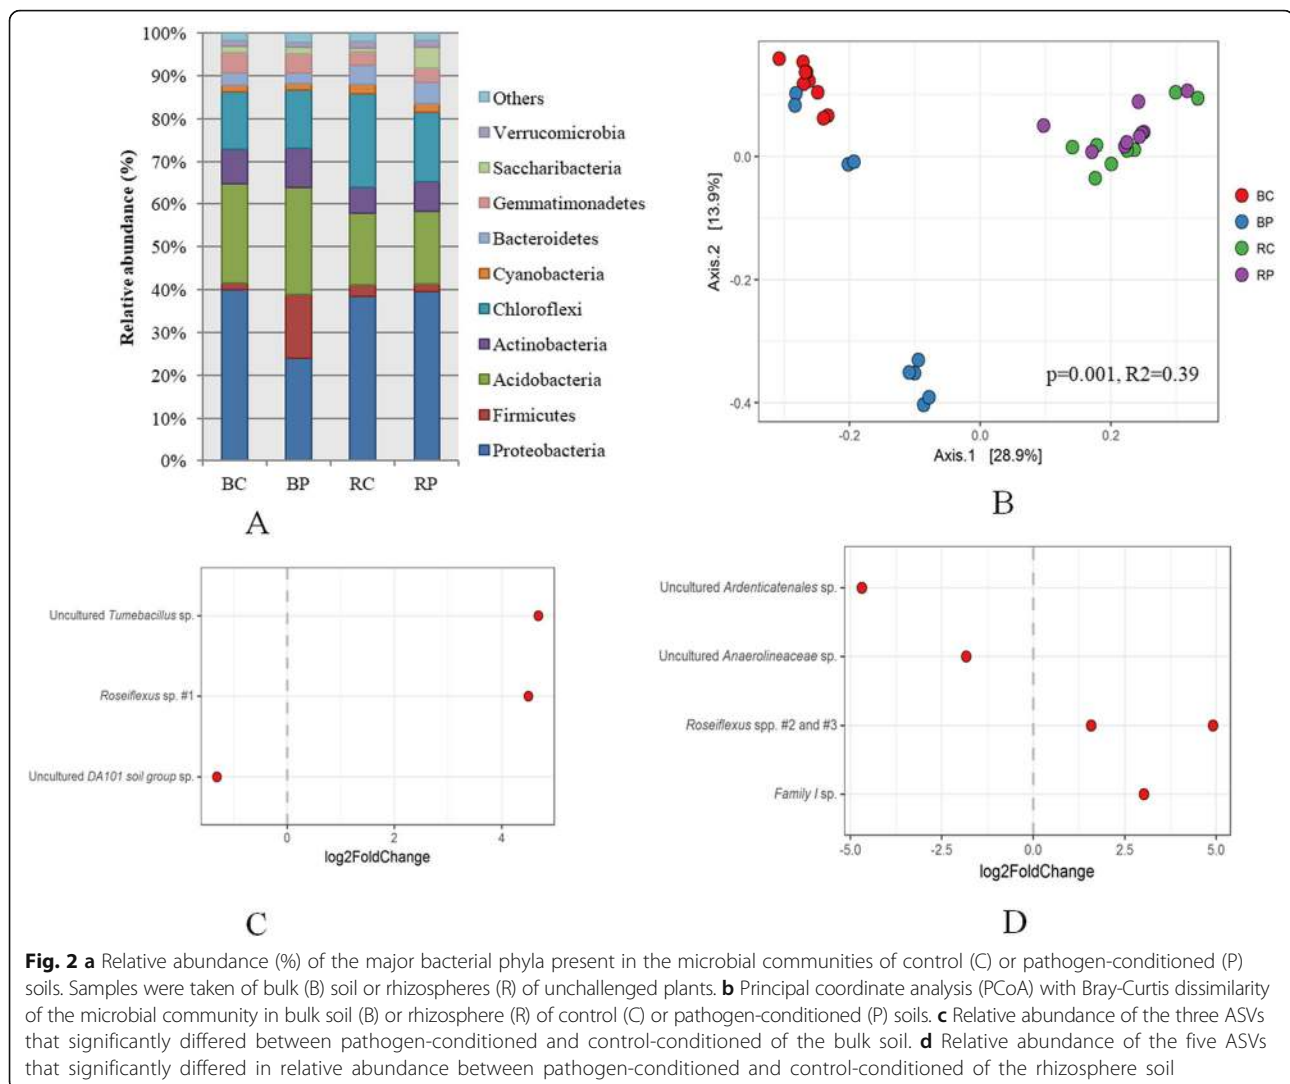 100%
90%
80%
70%
60%
50%
40%
30%
20%
10%
0%
Relative abundance (%)
BC BP RC RP
Others
Verrucomicrobia
Saccharibacteria
Gemmatimonadetes
Bacteroidetes
Cyanobacteria
Chloroflexi
Actinobacteria
Acidobacteria
Firmicutes
Proteobacteria
A
0.0
-0.2
-0.4
Axis.2 [13.9%]
p=0.001, R2=0.39
-0.2 0.0 0.2
Axis.1 [28.9%]
BC
BP
RC
RP
B
Uncultured Tumebacillus sp.
Roseiflexus sp. #1
Uncultured DA101 soil group sp.
0 2 4
log2FoldChange
C
Uncultured Ardenticatenales sp.
Uncultured Anaerolineaceae sp.
Roseiflexus spp. #2 and #3
Family I sp.
-5.0 -2.5 0.0 2.5 5.0
log2FoldChange
D
Fig. 2 a Relative abundance (%) of the major bacterial phyla present in the microbial communities of control (C) or pathogen-conditioned (P)
soils. Samples were taken of bulk (B) soil or rhizospheres (R) of unchallenged plants. b Principal coordinate analysis (PCoA) with Bray-Curtis dissimilarity
of the microbial community in bulk soil (B) or rhizosphere (R) of control (C) or pathogen-conditioned (P) soils. c Relative abundance of the three ASVs
that significantly differed between pathogen-conditioned and control-conditioned of the bulk soil. d Relative abundance of the five ASVs
that significantly differed in relative abundance between pathogen-conditioned and control-conditioned of the rhizosphere soil